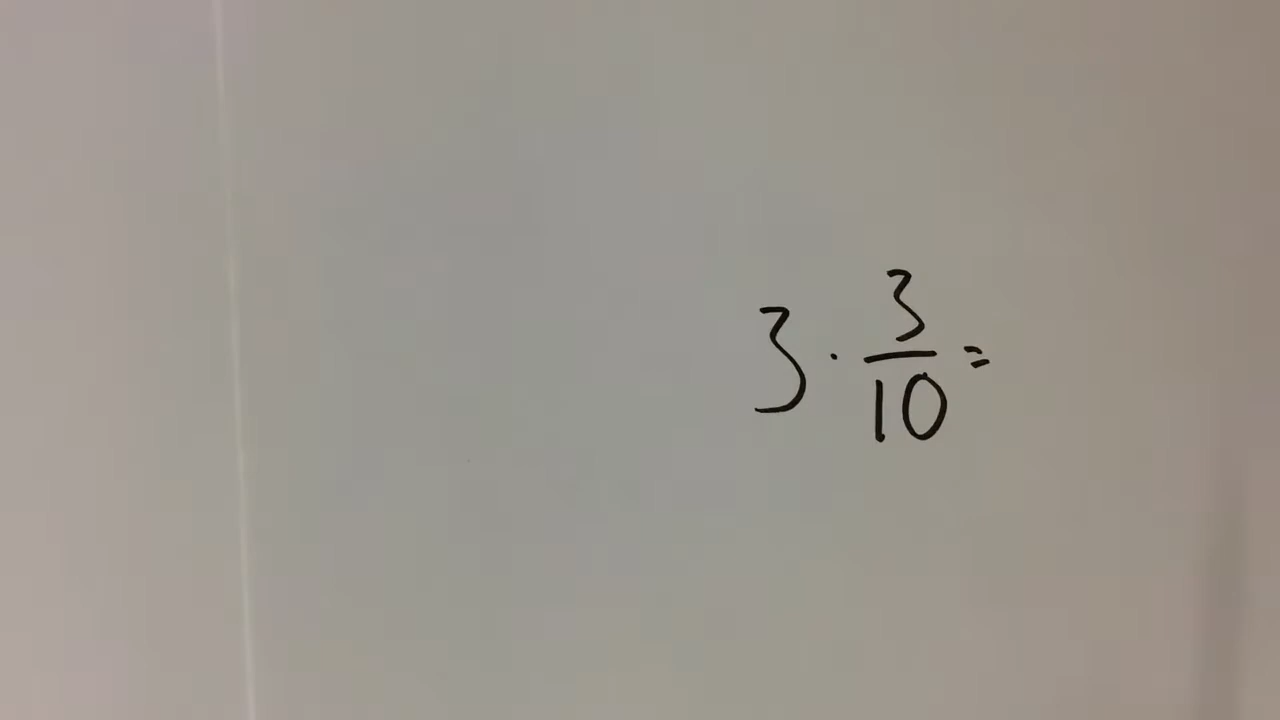 3 · 3/10 =